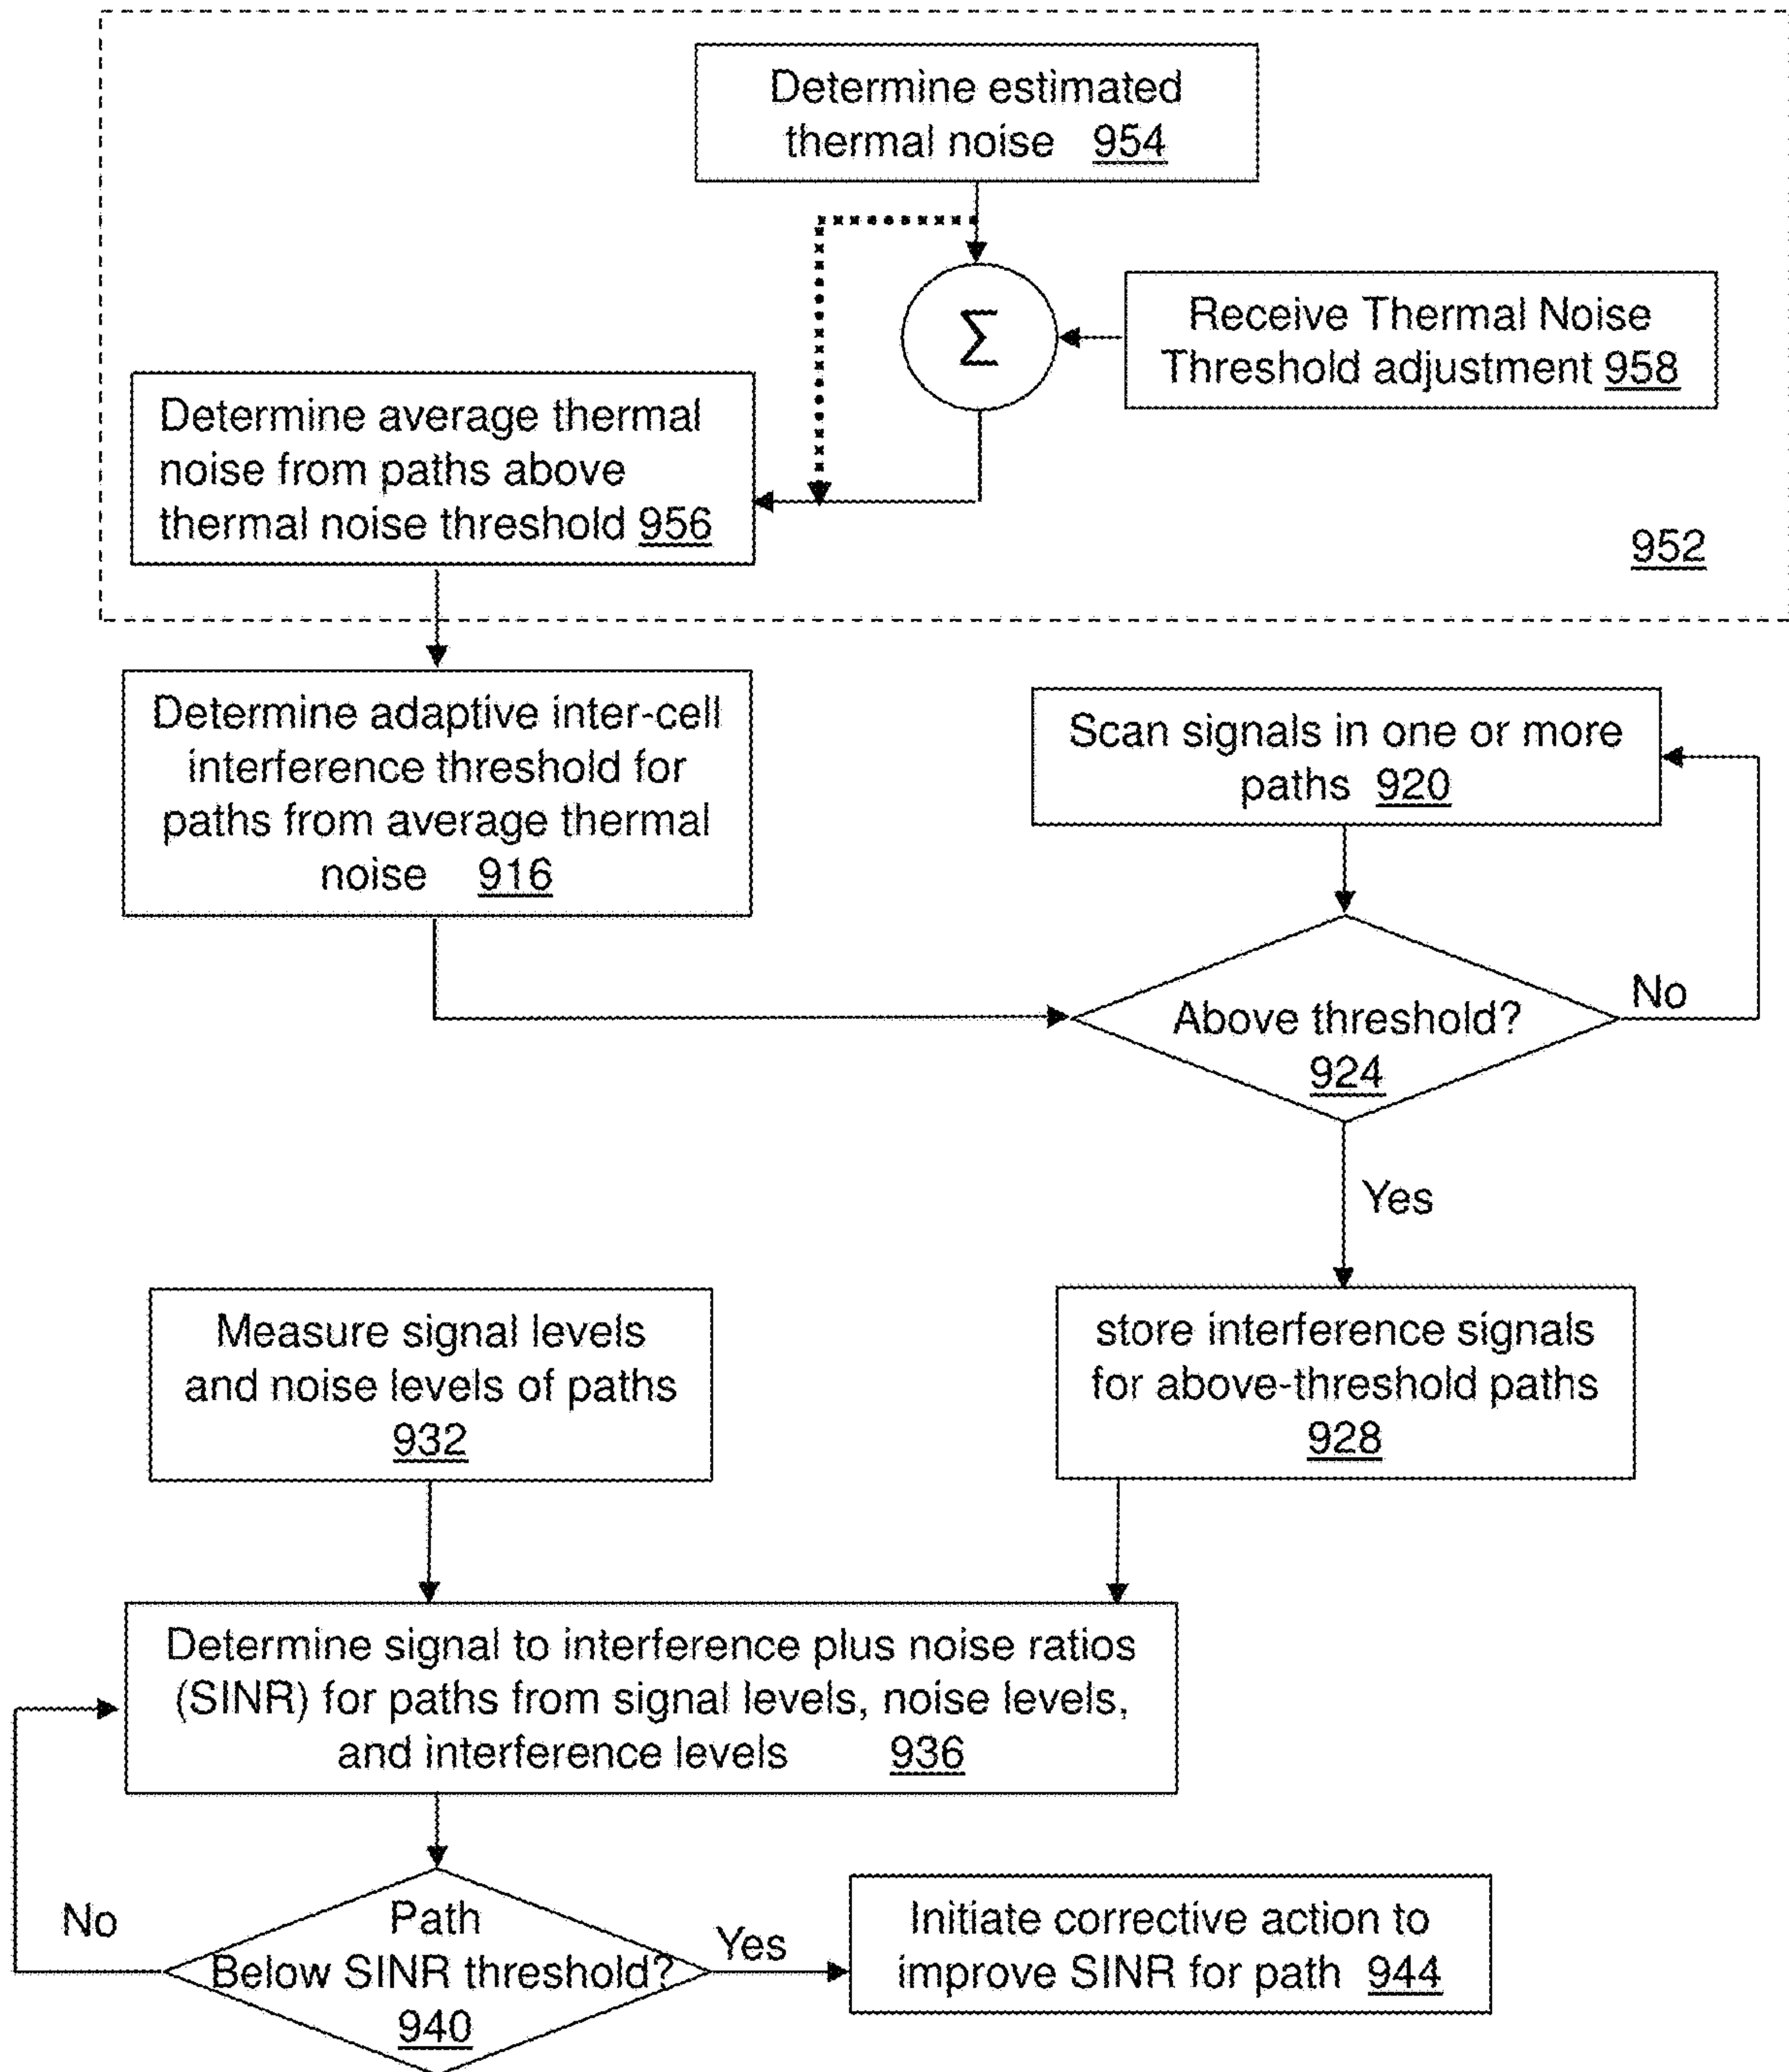 Determine estimated
thermal noise 954
Σ
Receive Thermal Noise
Threshold adjustment 958
Determine average thermal
noise from paths above
thermal noise threshold 956
952
Determine adaptive inter-cell
interference threshold for
paths from average thermal
noise 916
Scan signals in one or more
paths 920
Above threshold?
924
No
Yes
Measure signal levels
and noise levels of paths
932
store interference signals
for above-threshold paths
928
Determine signal to interference plus noise ratios
(SINR) for paths from signal levels, noise levels,
and interference levels 936
No
Path
Below SINR threshold?
940
Yes
Initiate corrective action to
improve SINR for path 944